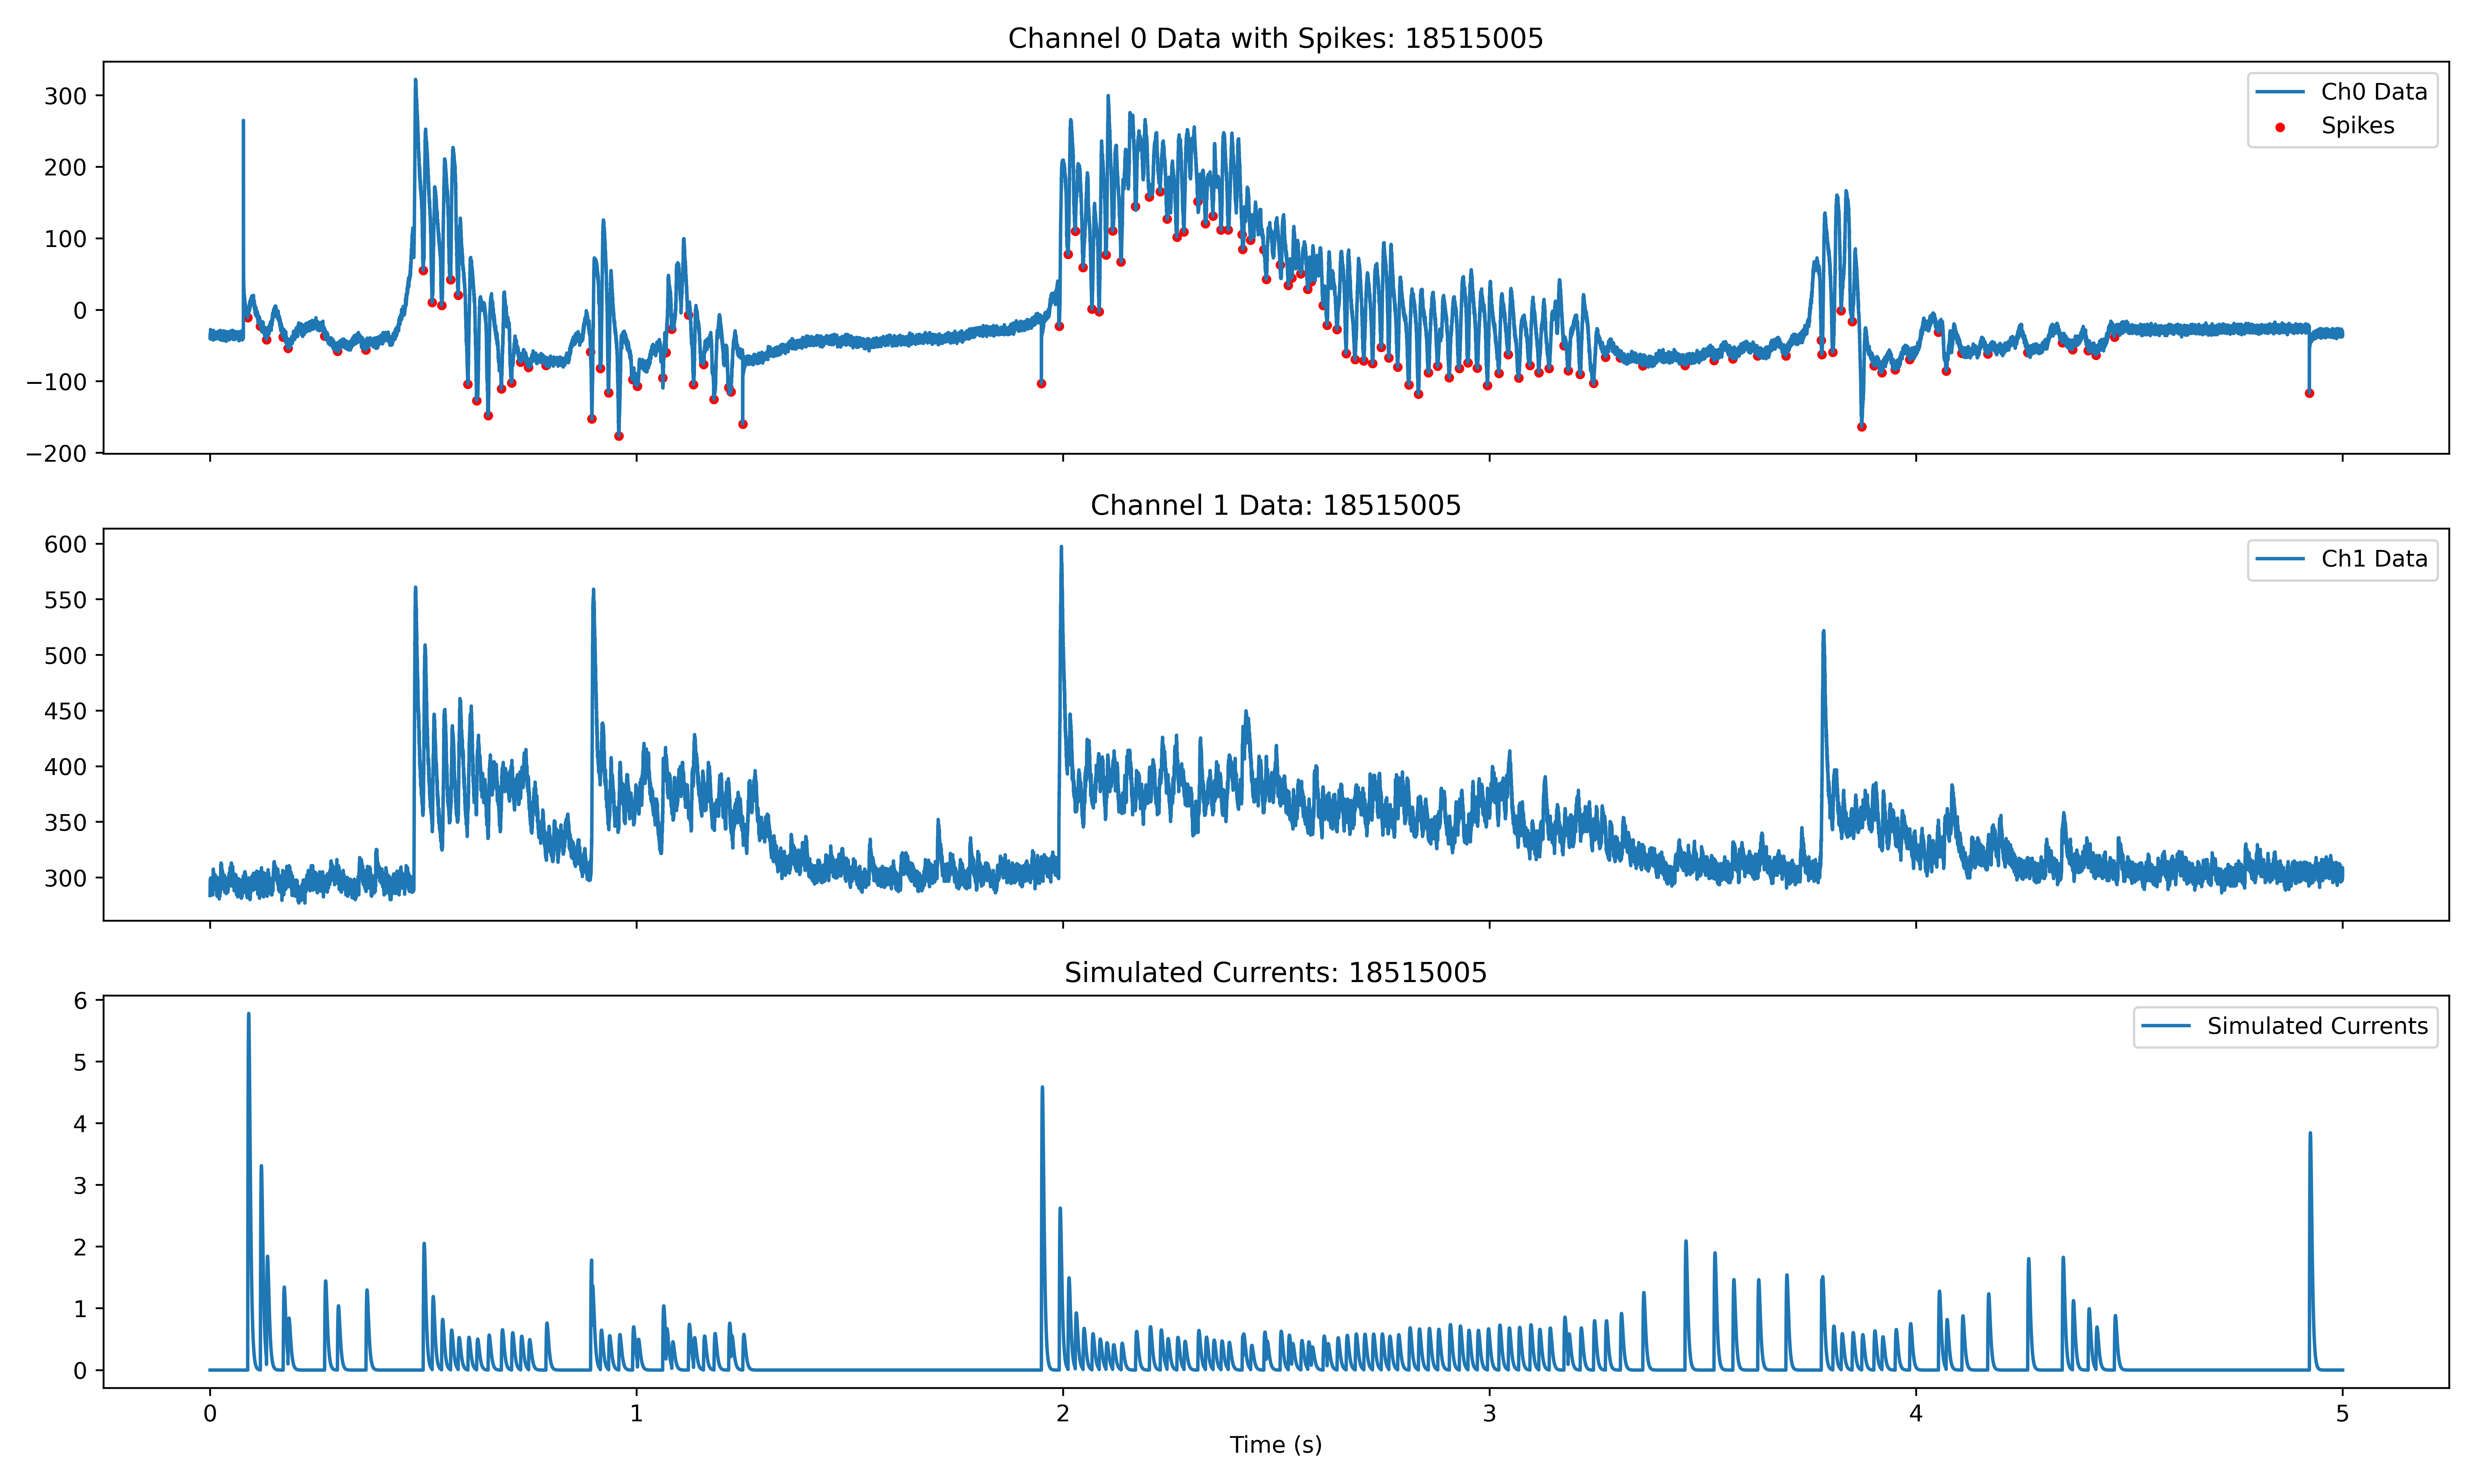 Channel 0 Data with Spikes: 18515005
300
200
100
0
−100
−200
Ch0 Data
Spikes
Channel 1 Data: 18515005
600
550
500
450
400
350
300
Ch1 Data
Simulated Currents: 18515005
6
5
4
3
2
1
0
Simulated Currents
0 1 2 3 4 5
Time (s)